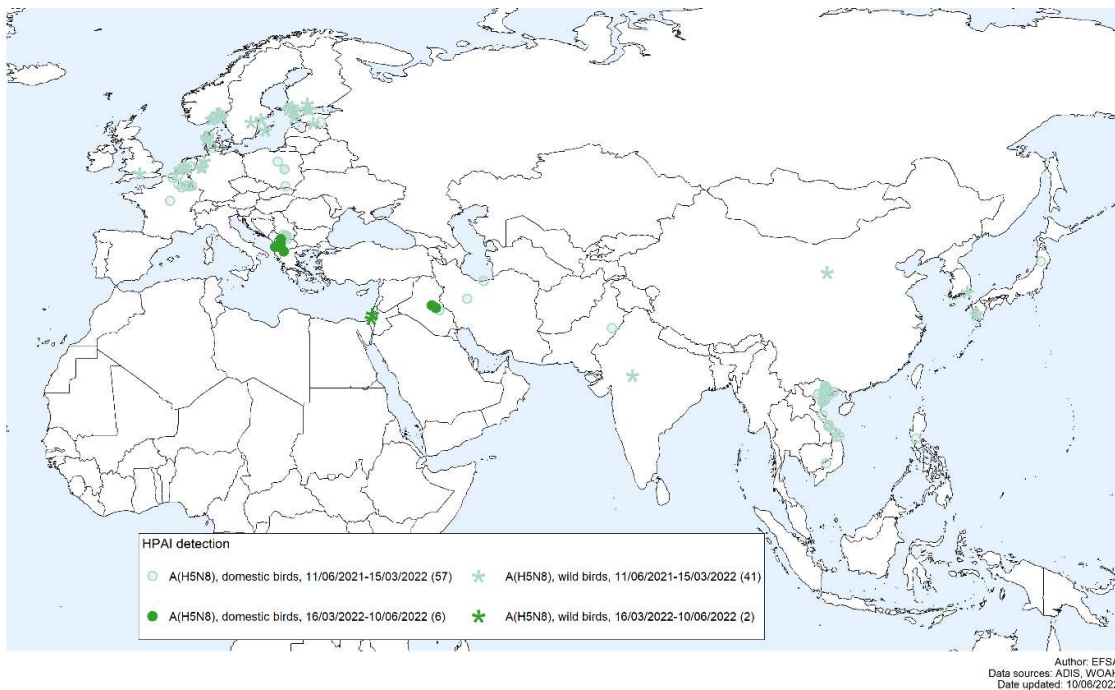 HPAI detection
A(H5N8), domestic birds, 11/06/2021-15/03/2022 (57)
A(H5N8), wild birds, 11/06/2021-15/03/2022 (41)
A(H5N8), domestic birds, 16/03/2022-10/06/2022 (6)
A(H5N8), wild birds, 16/03/2022-10/06/2022 (2)
Author: EFSA
Data sources: ADIS, WOAH
Date updated: 10/06/2022